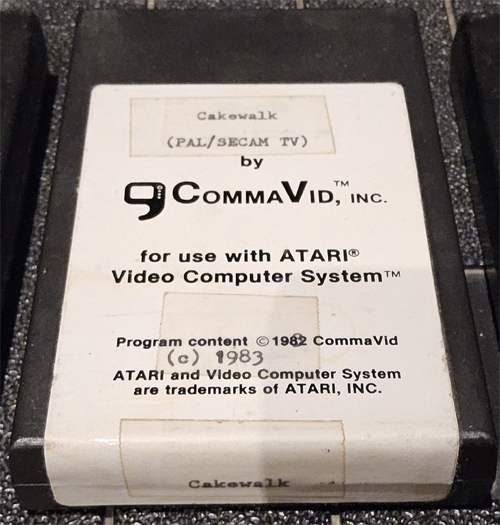 Cakewalk
(PAL/SECAM TV)
by
COMMAVID,™ INC.
for use with ATARI®
Video Computer System™
Program content ©1982 CommaVid
(c) 1983
ATARI and Video Computer System
are trademarks of ATARI, INC.
Cakewalk